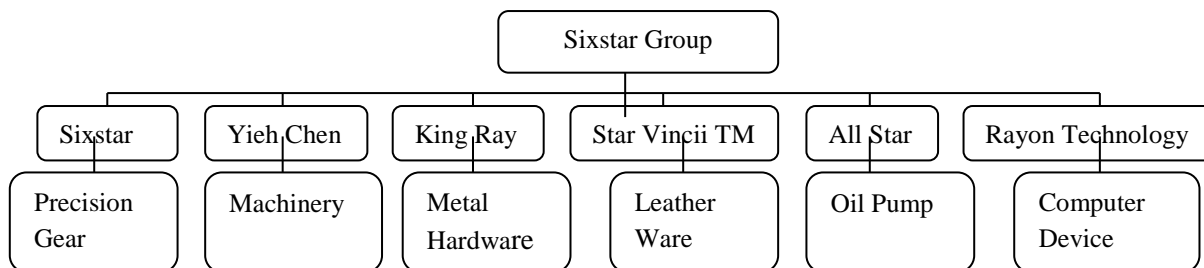 Sixstar Group
Sixstar
Yieh Chen
King Ray
Star Vincii TM
All Star
Rayon Technology
Precision
Gear
Machinery
Metal
Hardware
Leather
Ware
Oil Pump
Computer
Device